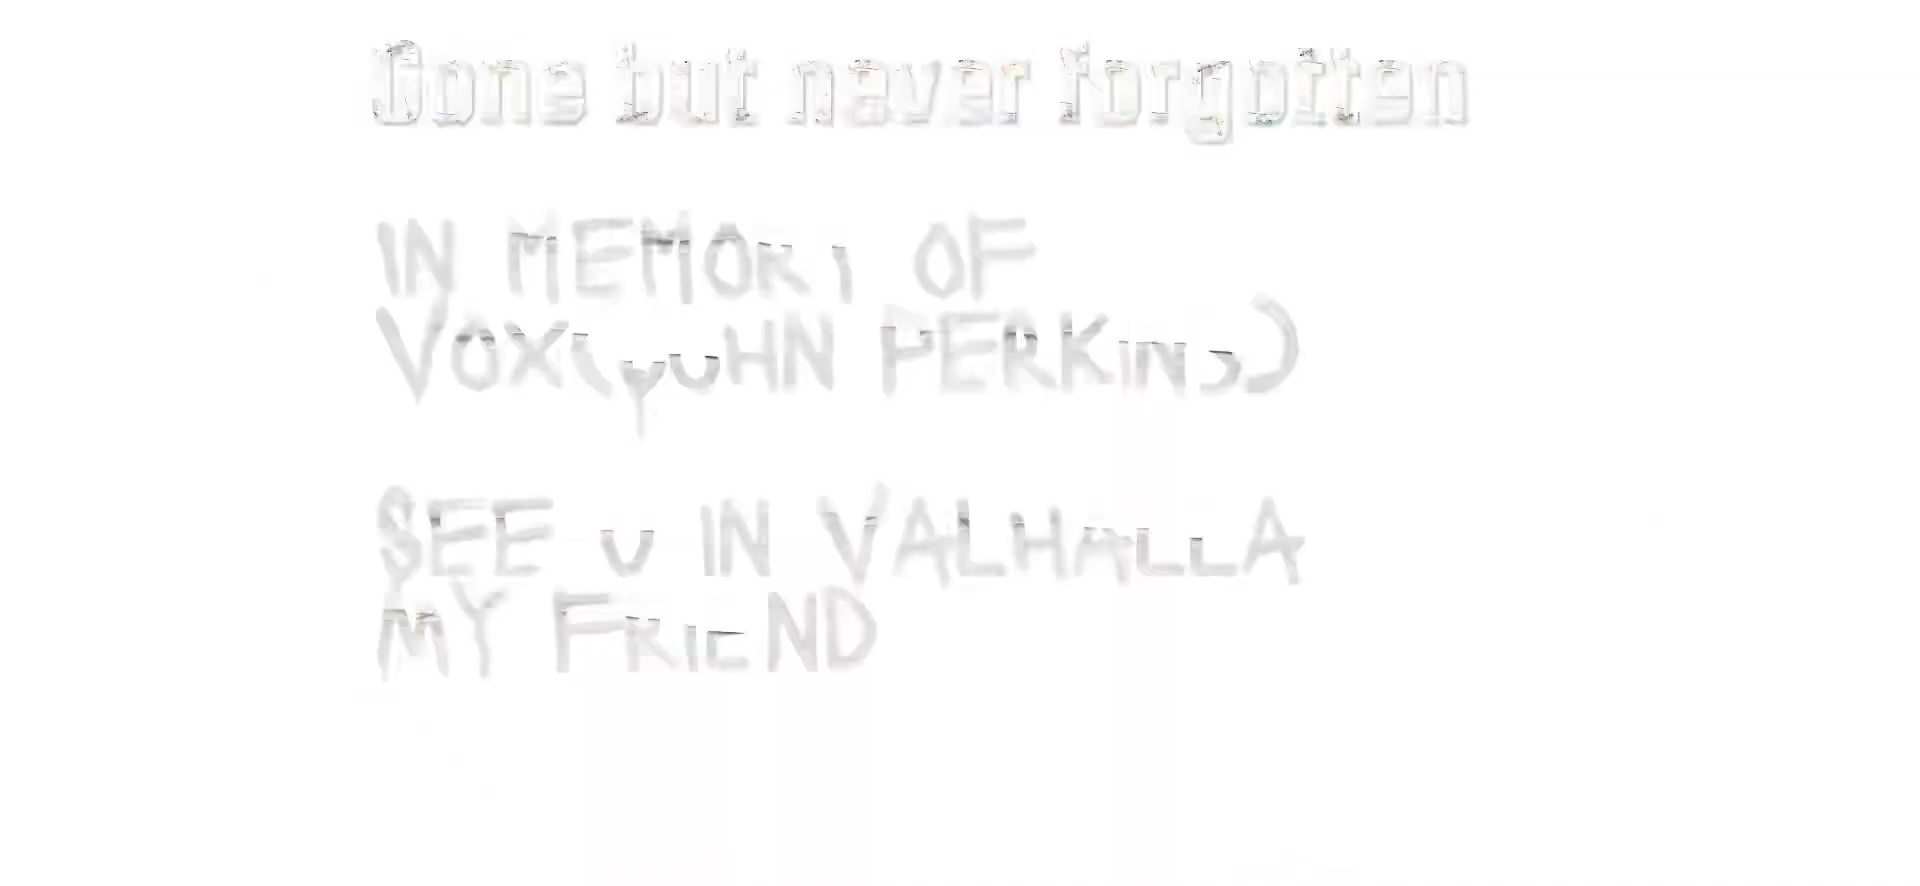 Gone but never forgotten
IN MEMORY OF
VOX(JOHN PERKINS)
SEE U IN VALHALLA
MY FRIEND